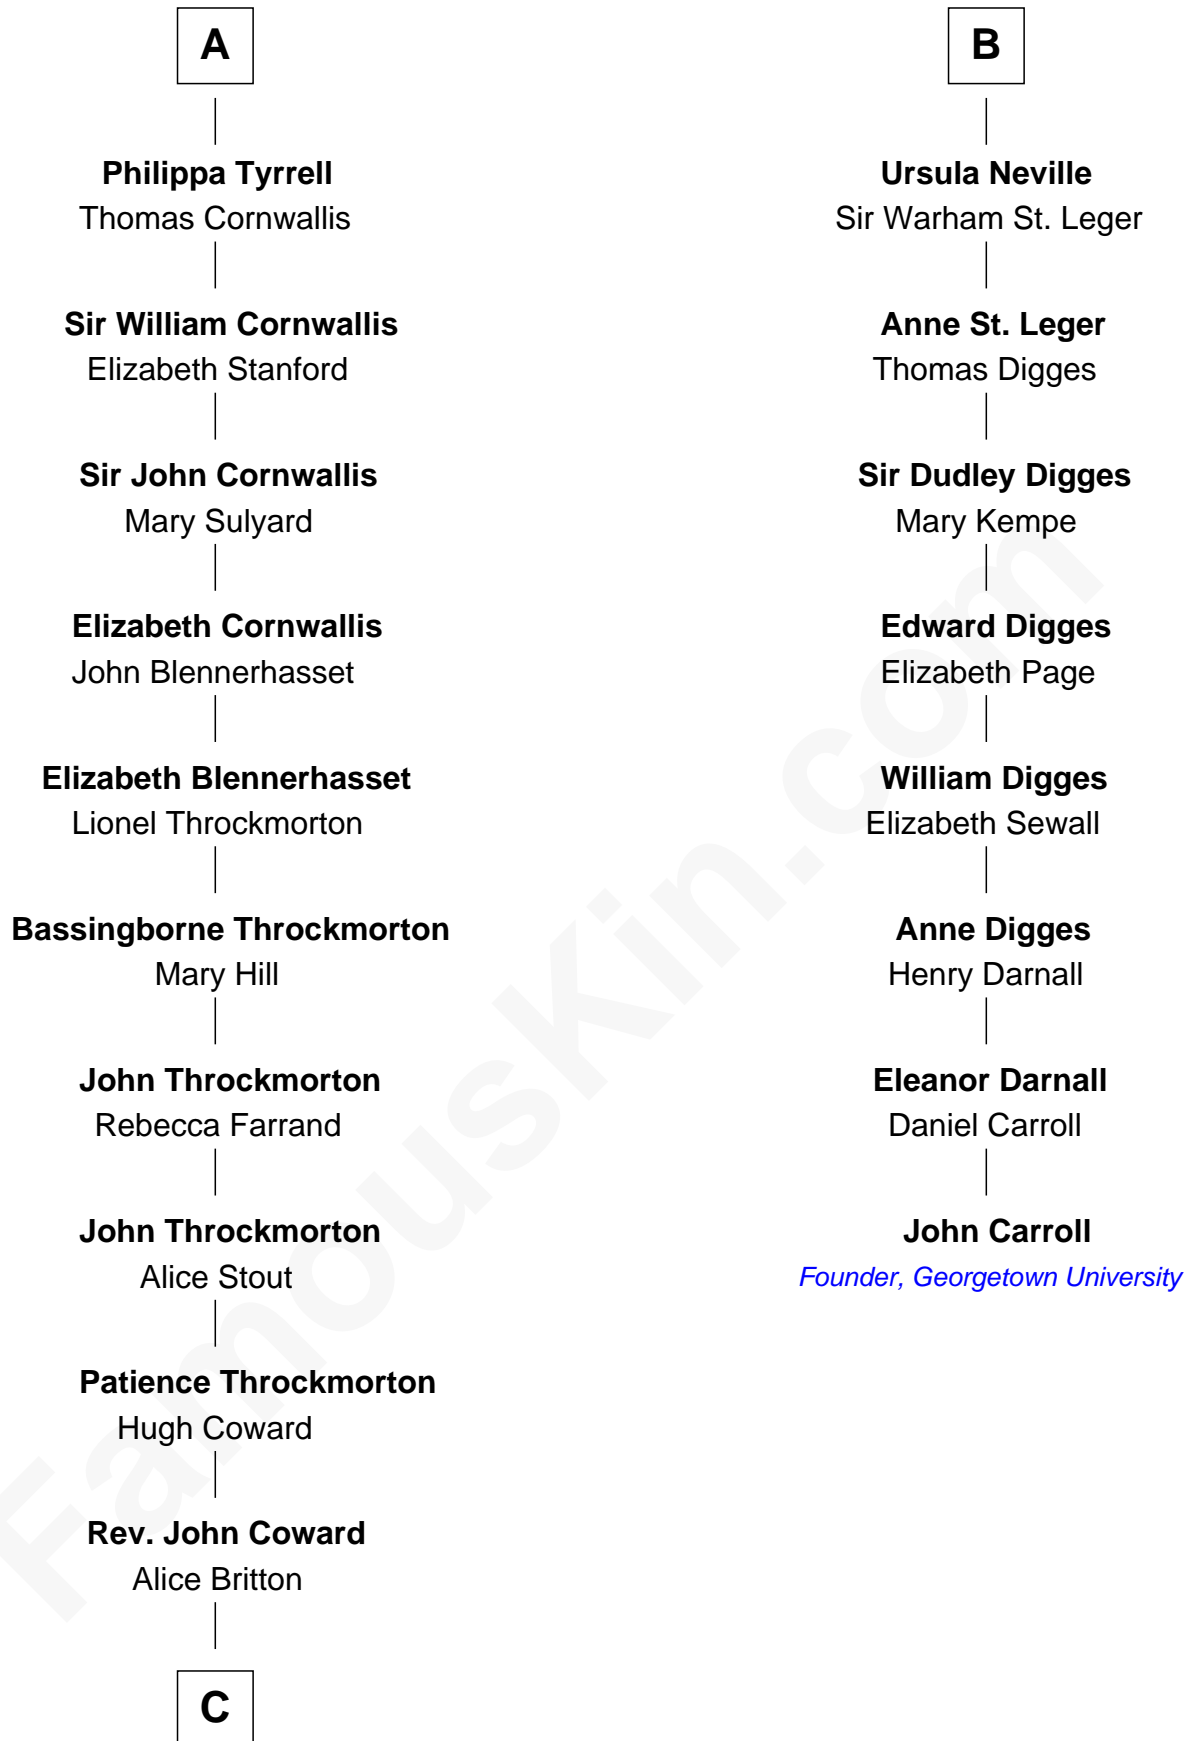 A
Philippa Tyrrell
Thomas Cornwallis
Sir William Cornwallis
Elizabeth Stanford
Sir John Cornwallis
Mary Sulyard
Elizabeth Cornwallis
John Blennerhasset
Elizabeth Blennerhasset
Lionel Throckmorton
Bassingborne Throckmorton
Mary Hill
John Throckmorton
Rebecca Farrand
John Throckmorton
Alice Stout
Patience Throckmorton
Hugh Coward
Rev. John Coward
Alice Britton
C
B
Ursula Neville
Sir Warham St. Leger
Anne St. Leger
Thomas Digges
Sir Dudley Digges
Mary Kempe
Edward Digges
Elizabeth Page
William Digges
Elizabeth Sewall
Anne Digges
Henry Darnall
Eleanor Darnall
Daniel Carroll
John Carroll
Founder, Georgetown University
FamousKin.com